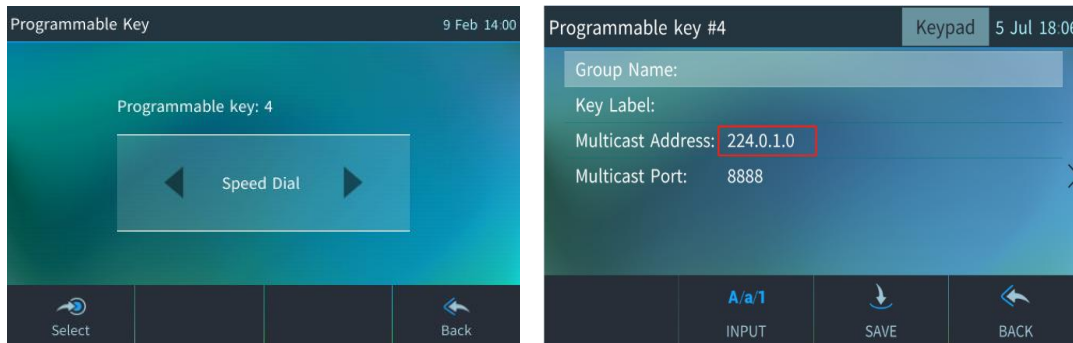 Programmable Key 9 Feb 14:00
Programmable key: 4
Speed Dial
Select Back
Programmable key #4 Keypad 5 Jul 18:06
Group Name:
Key Label:
Multicast Address: 224.0.1.0
Multicast Port: 8888
A/a/1
INPUT SAVE BACK